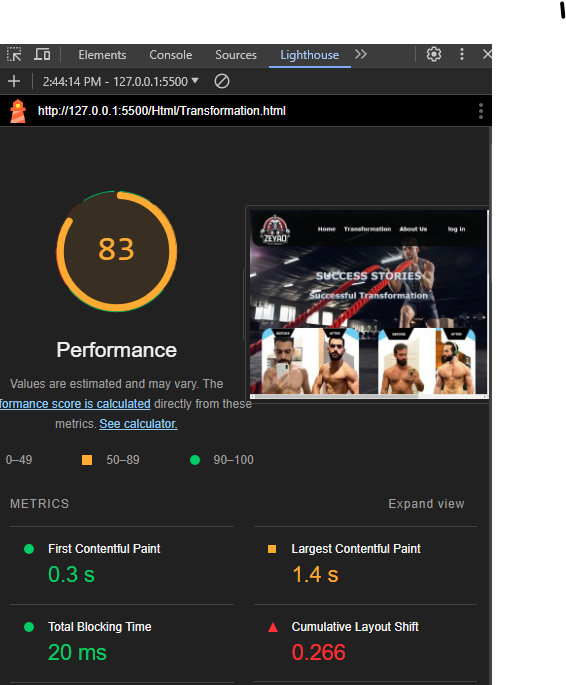 Elements Console Sources Lighthouse
2:44:14 PM - 127.0.0.1:5500
http://127.0.0.1:5500/Html/Transformation.html
83
ZEYAD
Home Transformation About Us log in
SUCCESS STORIES
Successful Transformation
BEFORE AFTER BEFORE AFTER
Performance
Values are estimated and may vary. The
formance score is calculated directly from these
metrics. See calculator.
0–49 50–89 90–100
METRICS Expand view
First Contentful Paint
0.3 s
Largest Contentful Paint
1.4 s
Total Blocking Time
20 ms
Cumulative Layout Shift
0.266